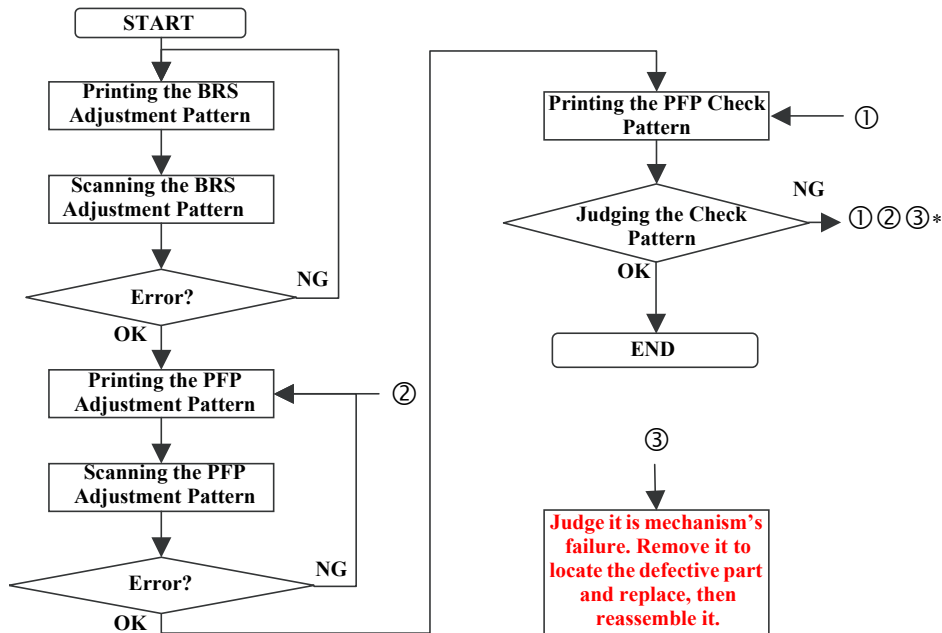 START
Printing the BRS
Adjustment Pattern
Scanning the BRS
Adjustment Pattern
Error?
NG
OK
Printing the PFP
Adjustment Pattern
②
Scanning the PFP
Adjustment Pattern
Error?
NG
OK
Printing the PFP Check
Pattern
①
Judging the Check
Pattern
NG
①②③*
OK
END
③
Judge it is mechanism’s
failure. Remove it to
locate the defective part
and replace, then
reassemble it.